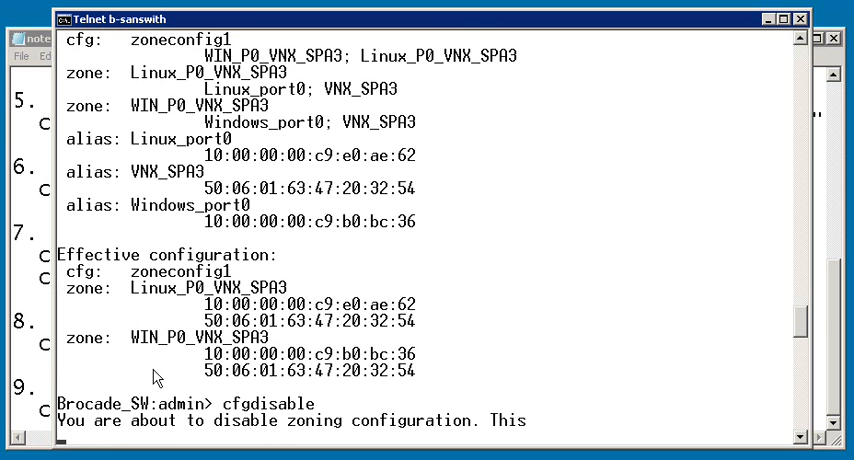 Telnet b-sanswith
note
File Ed
5.
c
6.
c
7.
c
c
8.
c
9.
c
"
cfg: zoneconfig1
WIN_P0_VNX_SPA3; Linux_P0_VNX_SPA3
zone: Linux_P0_VNX_SPA3
Linux_port0; VNX_SPA3
zone: WIN_P0_VNX_SPA3
Windows_port0; VNX_SPA3
alias: Linux_port0
10:00:00:00:c9:e0:ae:62
alias: VNX_SPA3
50:06:01:63:47:20:32:54
alias: Windows_port0
10:00:00:00:c9:b0:bc:36
Effective configuration:
cfg: zoneconfig1
zone: Linux_P0_VNX_SPA3
10:00:00:00:c9:e0:ae:62
50:06:01:63:47:20:32:54
zone: WIN_P0_VNX_SPA3
10:00:00:00:c9:b0:bc:36
50:06:01:63:47:20:32:54
Brocade_SW:admin> cfgdisable
You are about to disable zoning configuration. This